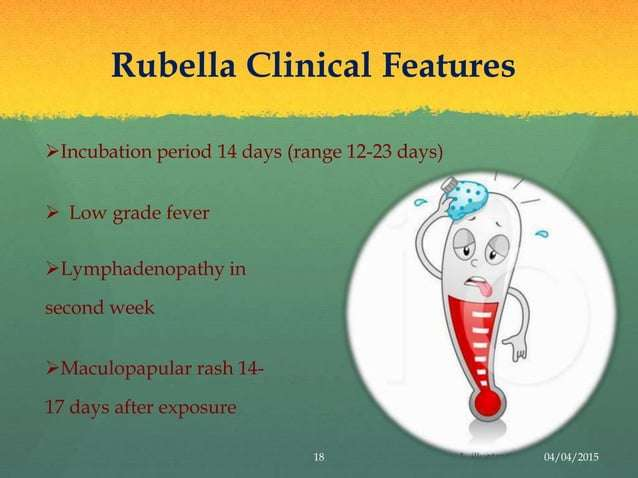 Rubella Clinical Features
➢Incubation period 14 days (range 12-23 days)
➢ Low grade fever
➢Lymphadenopathy in
second week
➢Maculopapular rash 14-
17 days after exposure
18
04/04/2015